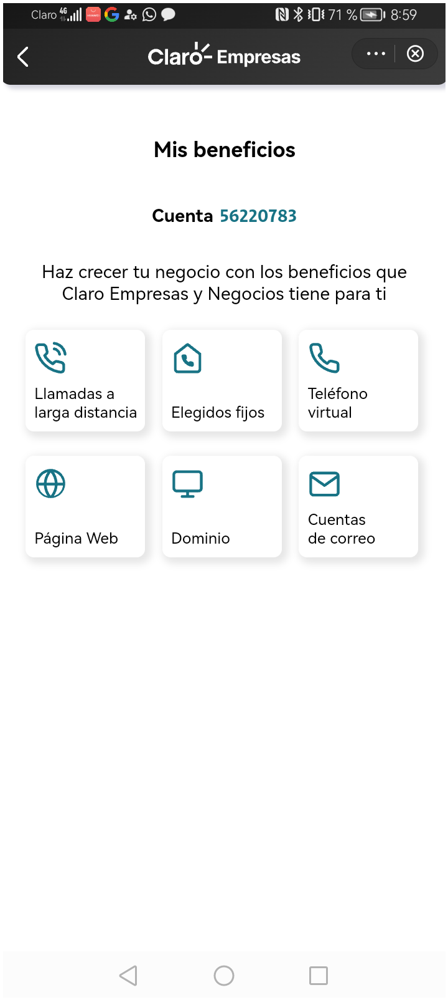 Claro 4G 71 % 8:59
Claro Empresas
Mis beneficios
Cuenta 56220783
Haz crecer tu negocio con los beneficios que
Claro Empresas y Negocios tiene para ti
Llamadas a
larga distancia
Elegidos fijos
Teléfono
virtual
Página Web
Dominio
Cuentas
de correo